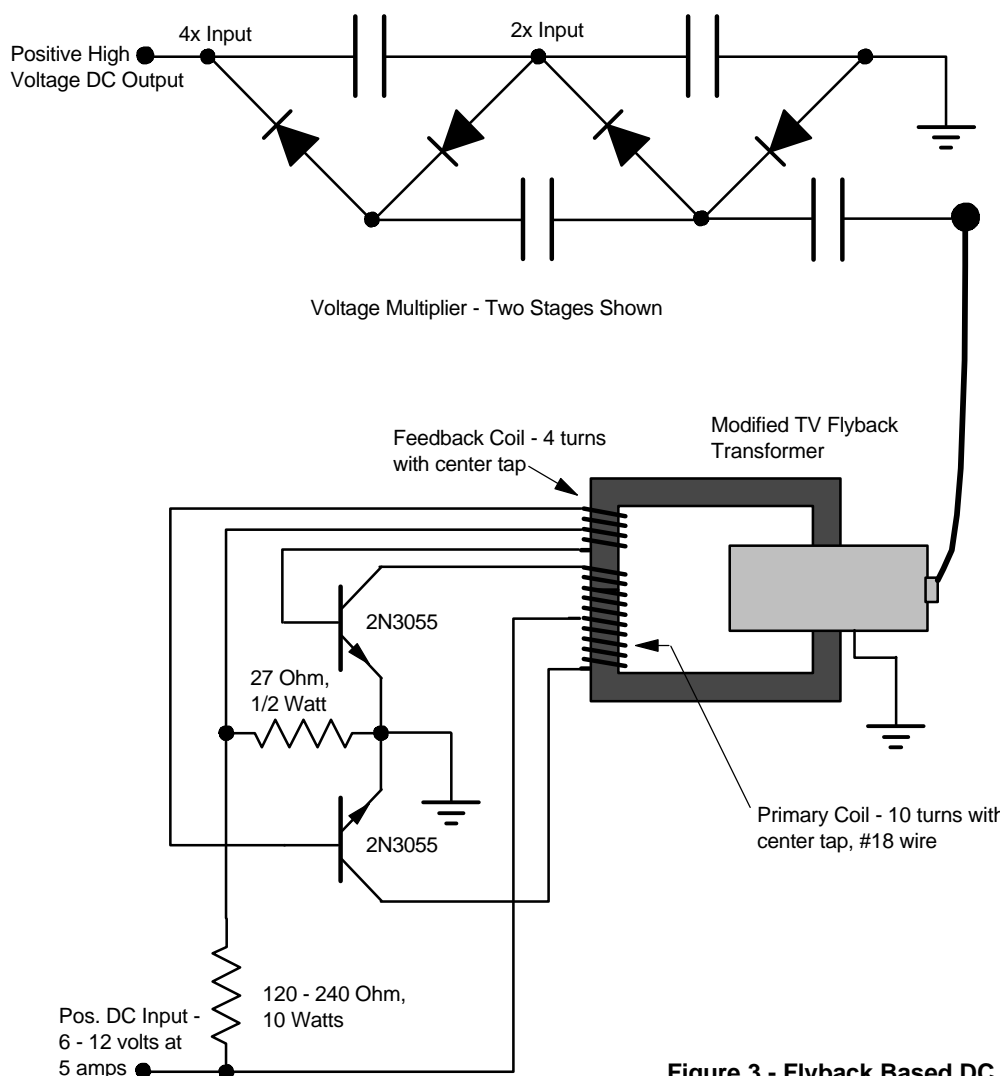 4x Input
2x Input
Positive High
Voltage DC Output
Voltage Multiplier - Two Stages Shown
Modified TV Flyback
Transformer
Feedback Coil - 4 turns
with center tap
2N3055
27 Ohm,
1/2 Watt
Primary Coil - 10 turns with
center tap, #18 wire
2N3055
120 - 240 Ohm,
10 Watts
Pos. DC Input -
6 - 12 volts at
5 amps
Figure 3 - Flyback Based DC